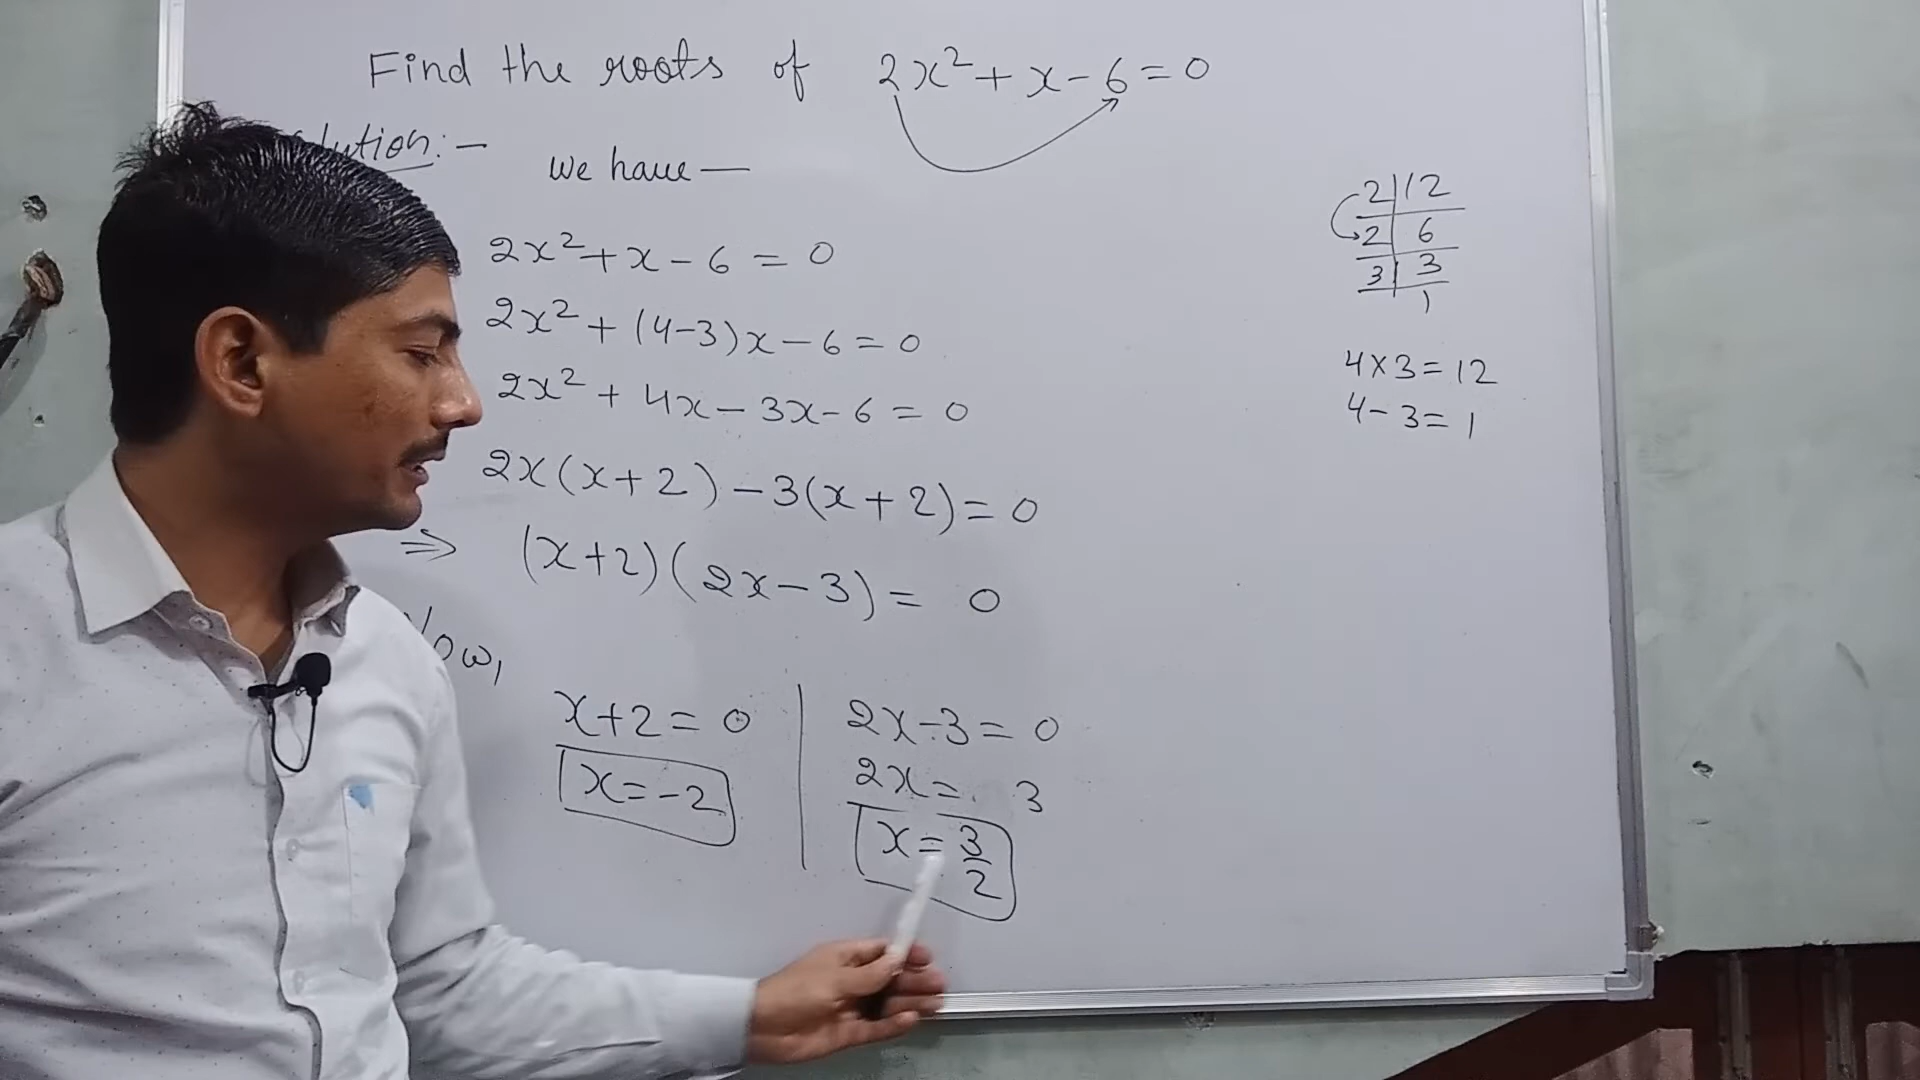 Find the roots of 2x²+x-6=0
lution:-
we have—
2x²+x-6=0
2x²+(4-3)x-6=0
2x²+4x-3x-6=0
2x(x+2)-3(x+2)=0
⇒ (x+2)(2x-3)=0
Now,
x+2=0
x=-2
2x-3=0
2x=3
x=3/2
2|12
2|6
3|3
1
4×3=12
4-3=1